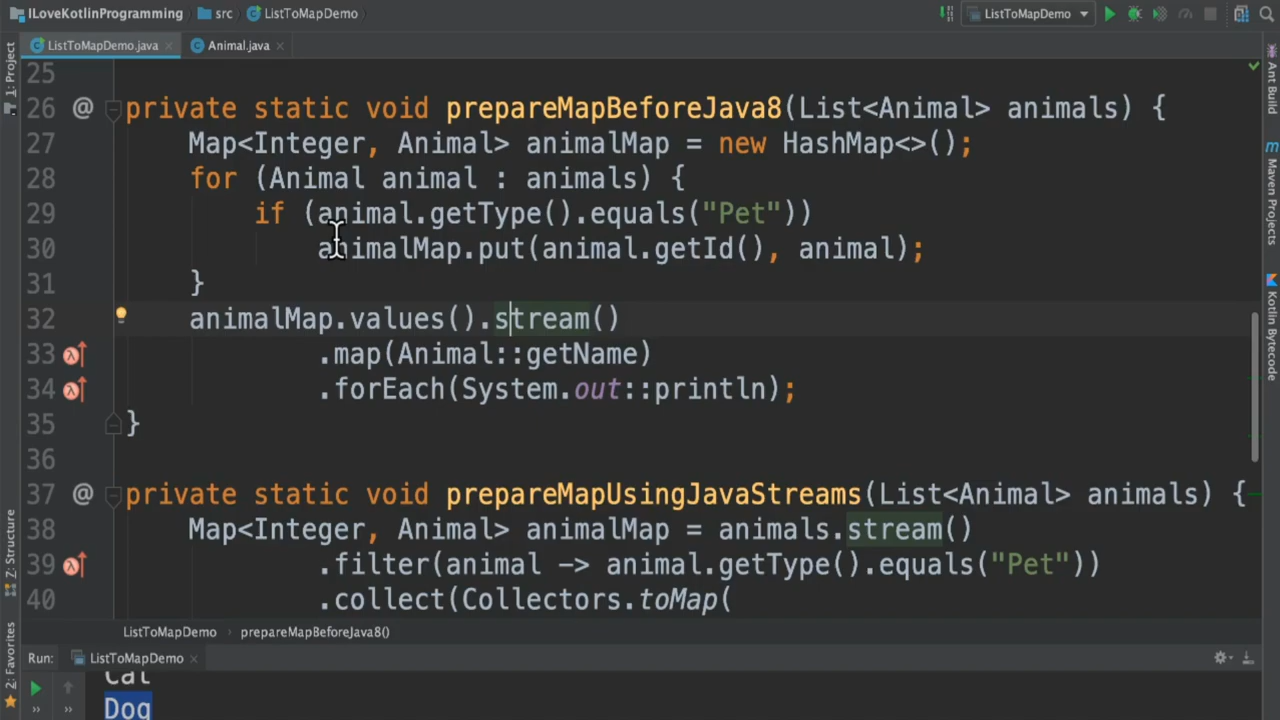 ILoveKotlinProgramming src ListToMapDemo ListToMapDemo
ListToMapDemo.java Animal.java
1: Project
25
26 @ private static void prepareMapBeforeJava8(List<Animal> animals) {
27 Map<Integer, Animal> animalMap = new HashMap<>();
28 for (Animal animal : animals) {
29 if (animal.getType().equals("Pet"))
30 animalMap.put(animal.getId(), animal);
31 }
32 animalMap.values().stream()
33 .map(Animal::getName)
34 .forEach(System.out::println);
35 }
36
37 @ private static void prepareMapUsingJavaStreams(List<Animal> animals) {
38 Map<Integer, Animal> animalMap = animals.stream()
39 .filter(animal -> animal.getType().equals("Pet"))
40 .collect(Collectors.toMap(
Ant Build
Maven Projects
Kotlin Bytecode
Z: Structure
2: Favorites
ListToMapDemo prepareMapBeforeJava8()
Run: ListToMapDemo
Cat
Dog